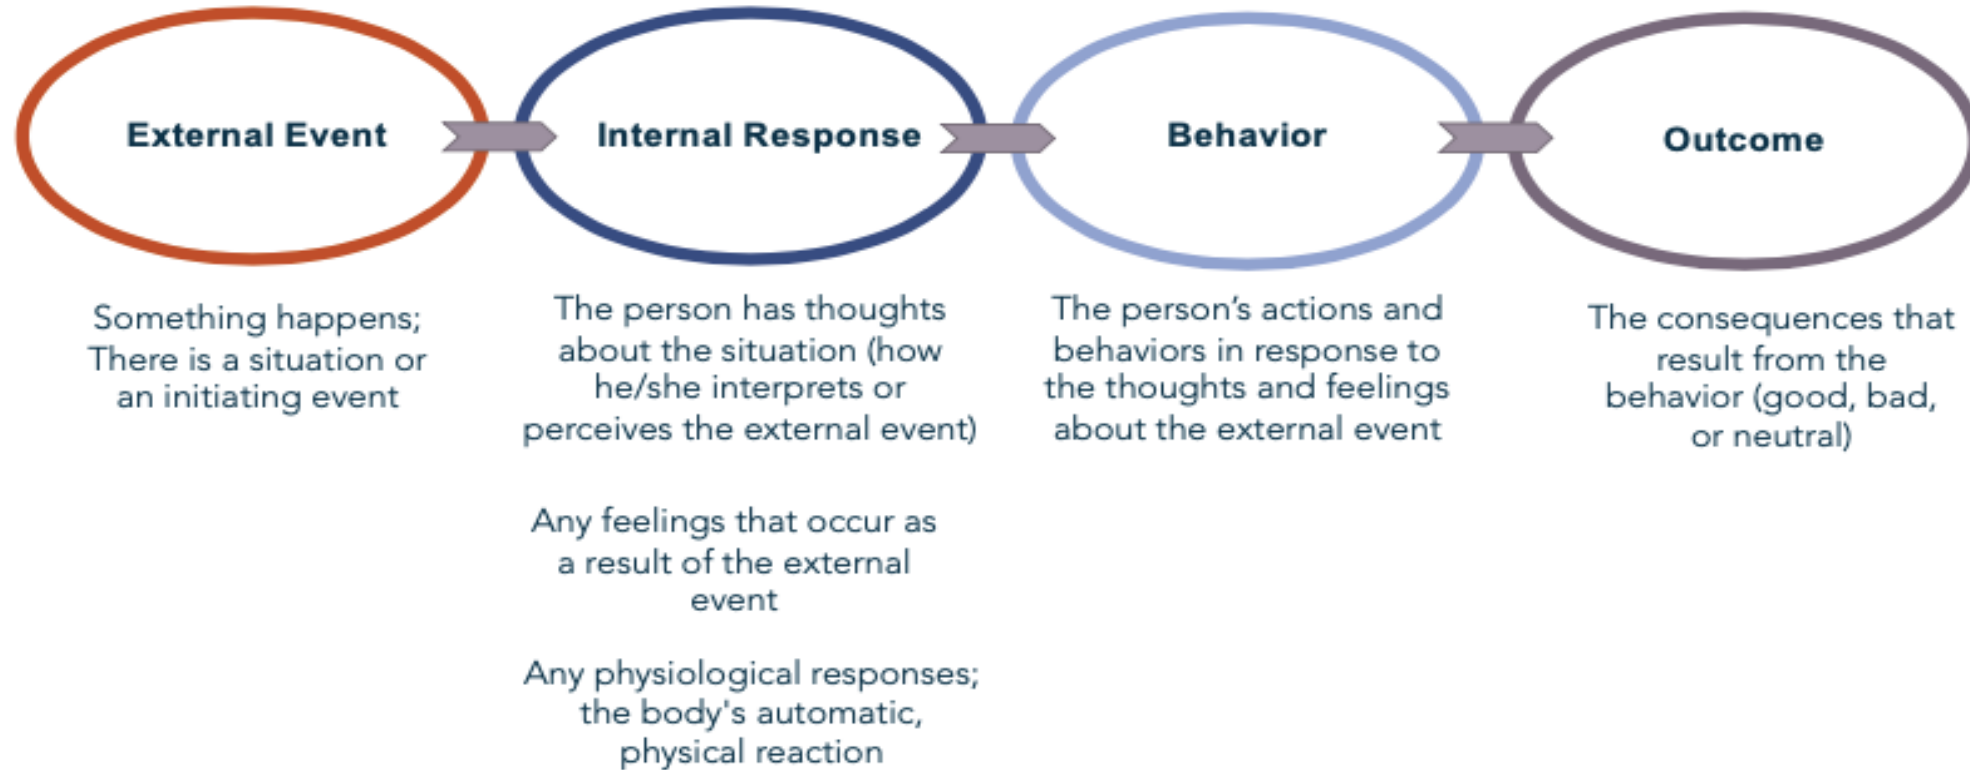 External Event
Internal Response
Behavior
Outcome
Something happens;
There is a situation or
an initiating event
The person has thoughts
about the situation (how
he/she interprets or
perceives the external event)
Any feelings that occur as
a result of the external
event
Any physiological responses;
the body's automatic,
physical reaction
The person’s actions and
behaviors in response to
the thoughts and feelings
about the external event
The consequences that
result from the
behavior (good, bad,
or neutral)